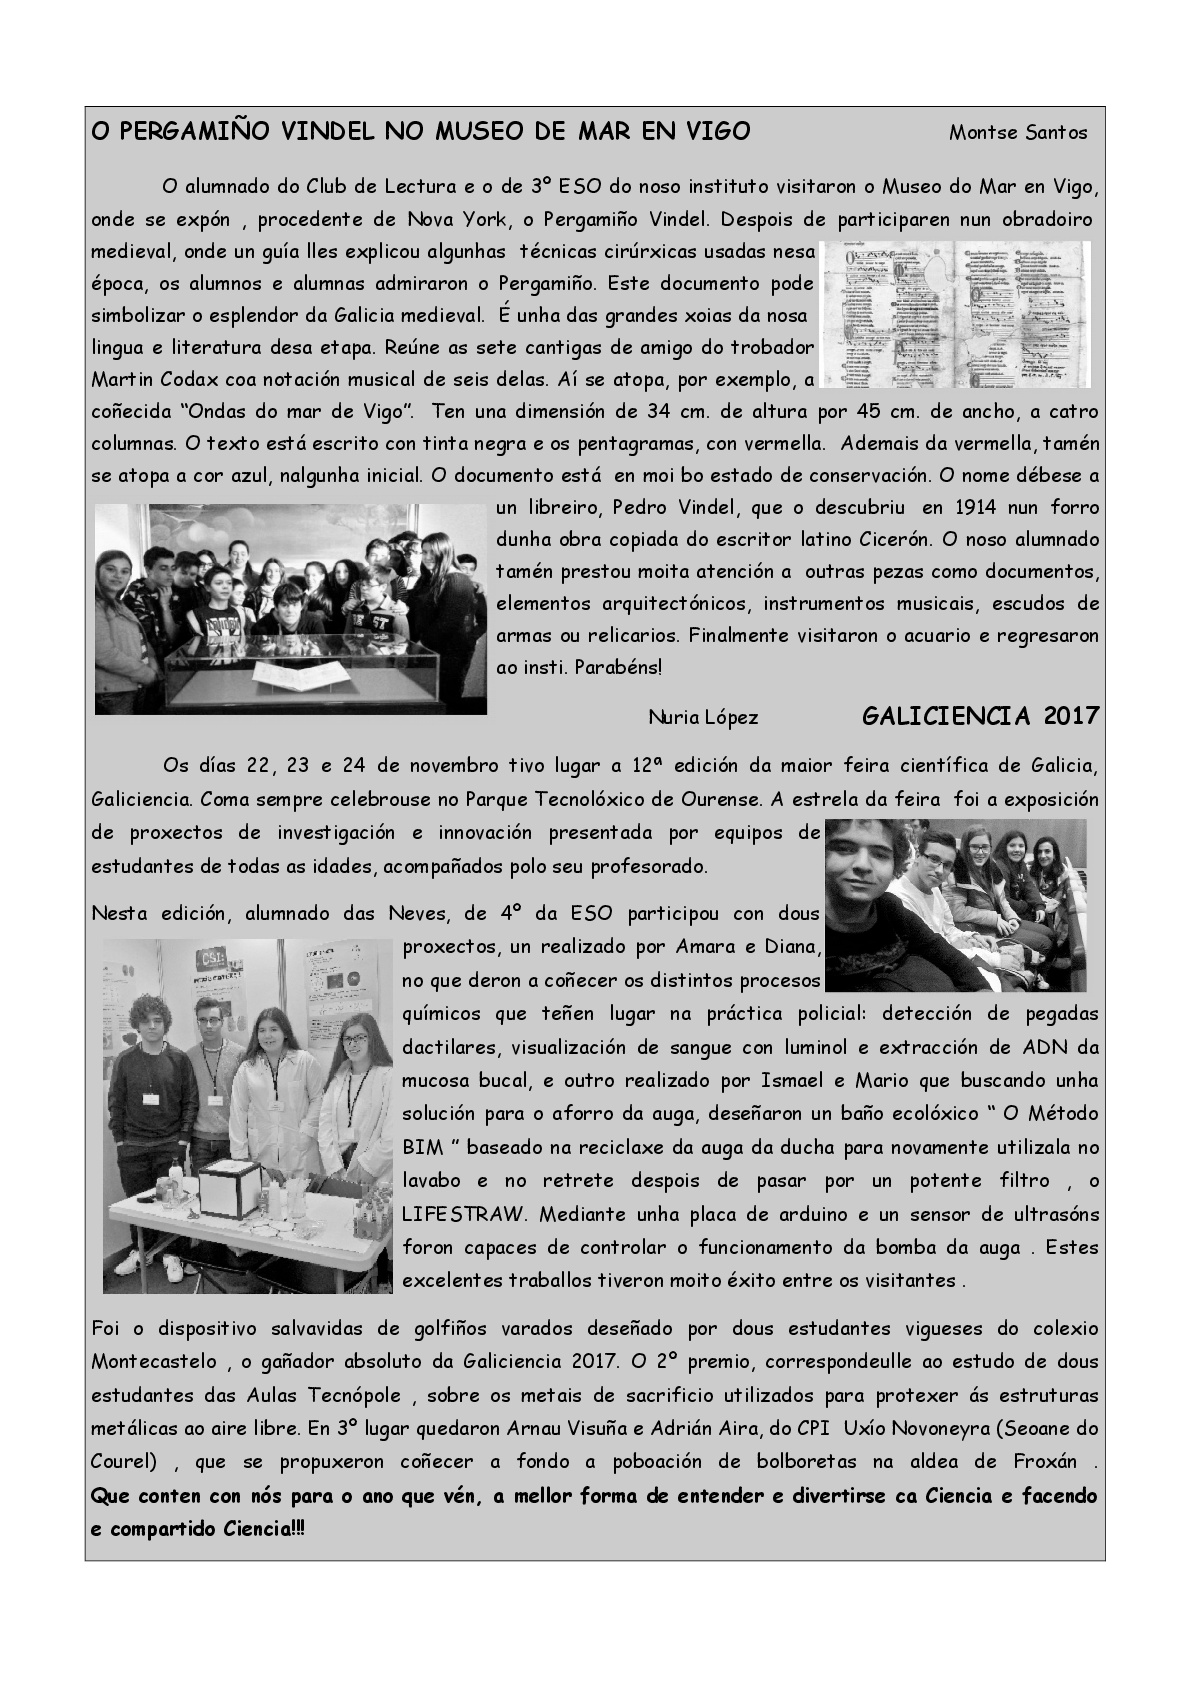 O PERGAMIÑO VINDEL NO MUSEO DE MAR EN VIGO Montse Santos
O alumnado do Club de Lectura e o de 3º ESO do noso instituto visitaron o Museo do Mar en Vigo,
onde se expón , procedente de Nova York, o Pergamiño Vindel. Despois de participaren nun obradoiro
medieval, onde un guía lles explicou algunhas técnicas cirúrxicas usadas nesa
época, os alumnos e alumnas admiraron o Pergamiño. Este documento pode
simbolizar o esplendor da Galicia medieval. É unha das grandes xoias da nosa
lingua e literatura desa etapa. Reúne as sete cantigas de amigo do trobador
Martin Codax coa notación musical de seis delas. Aí se atopa, por exemplo, a
coñecida “Ondas do mar de Vigo”. Ten una dimensión de 34 cm. de altura por 45 cm. de ancho, a catro
columnas. O texto está escrito con tinta negra e os pentagramas, con vermella. Ademais da vermella, tamén
se atopa a cor azul, nalgunha inicial. O documento está en moi bo estado de conservación. O nome débese a
un libreiro, Pedro Vindel, que o descubriu en 1914 nun forro
dunha obra copiada do escritor latino Cicerón. O noso alumnado
tamén prestou moita atención a outras pezas como documentos,
elementos arquitectónicos, instrumentos musicais, escudos de
armas ou relicarios. Finalmente visitaron o acuario e regresaron
ao insti. Parabéns!
Nuria López GALICIENCIA 2017
Os días 22, 23 e 24 de novembro tivo lugar a 12ª edición da maior feira científica de Galicia,
Galiciencia. Coma sempre celebrouse no Parque Tecnolóxico de Ourense. A estrela da feira foi a exposición
de proxectos de investigación e innovación presentada por equipos de
estudantes de todas as idades, acompañados polo seu profesorado.
Nesta edición, alumnado das Neves, de 4º da ESO participou con dous
proxectos, un realizado por Amara e Diana,
no que deron a coñecer os distintos procesos
químicos que teñen lugar na práctica policial: detección de pegadas
dactilares, visualización de sangue con luminol e extracción de ADN da
mucosa bucal, e outro realizado por Ismael e Mario que buscando unha
solución para o aforro da auga, deseñaron un baño ecolóxico “ O Método
BIM ” baseado na reciclaxe da auga da ducha para novamente utilizala no
lavabo e no retrete despois de pasar por un potente filtro , o
LIFESTRAW. Mediante unha placa de arduino e un sensor de ultrasóns
foron capaces de controlar o funcionamento da bomba da auga . Estes
excelentes traballos tiveron moito éxito entre os visitantes .
CSI:
Foi o dispositivo salvavidas de golfiños varados deseñado por dous estudantes vigueses do colexio
Montecastelo , o gañador absoluto da Galiciencia 2017. O 2º premio, correspondeulle ao estudo de dous
estudantes das Aulas Tecnópole , sobre os metais de sacrificio utilizados para protexer ás estruturas
metálicas ao aire libre. En 3º lugar quedaron Arnau Visuña e Adrián Aira, do CPI Uxío Novoneyra (Seoane do
Courel) , que se propuxeron coñecer a fondo a poboación de bolboretas na aldea de Froxán .
Que conten con nós para o ano que vén, a mellor forma de entender e divertirse ca Ciencia e facendo
e compartido Ciencia!!!